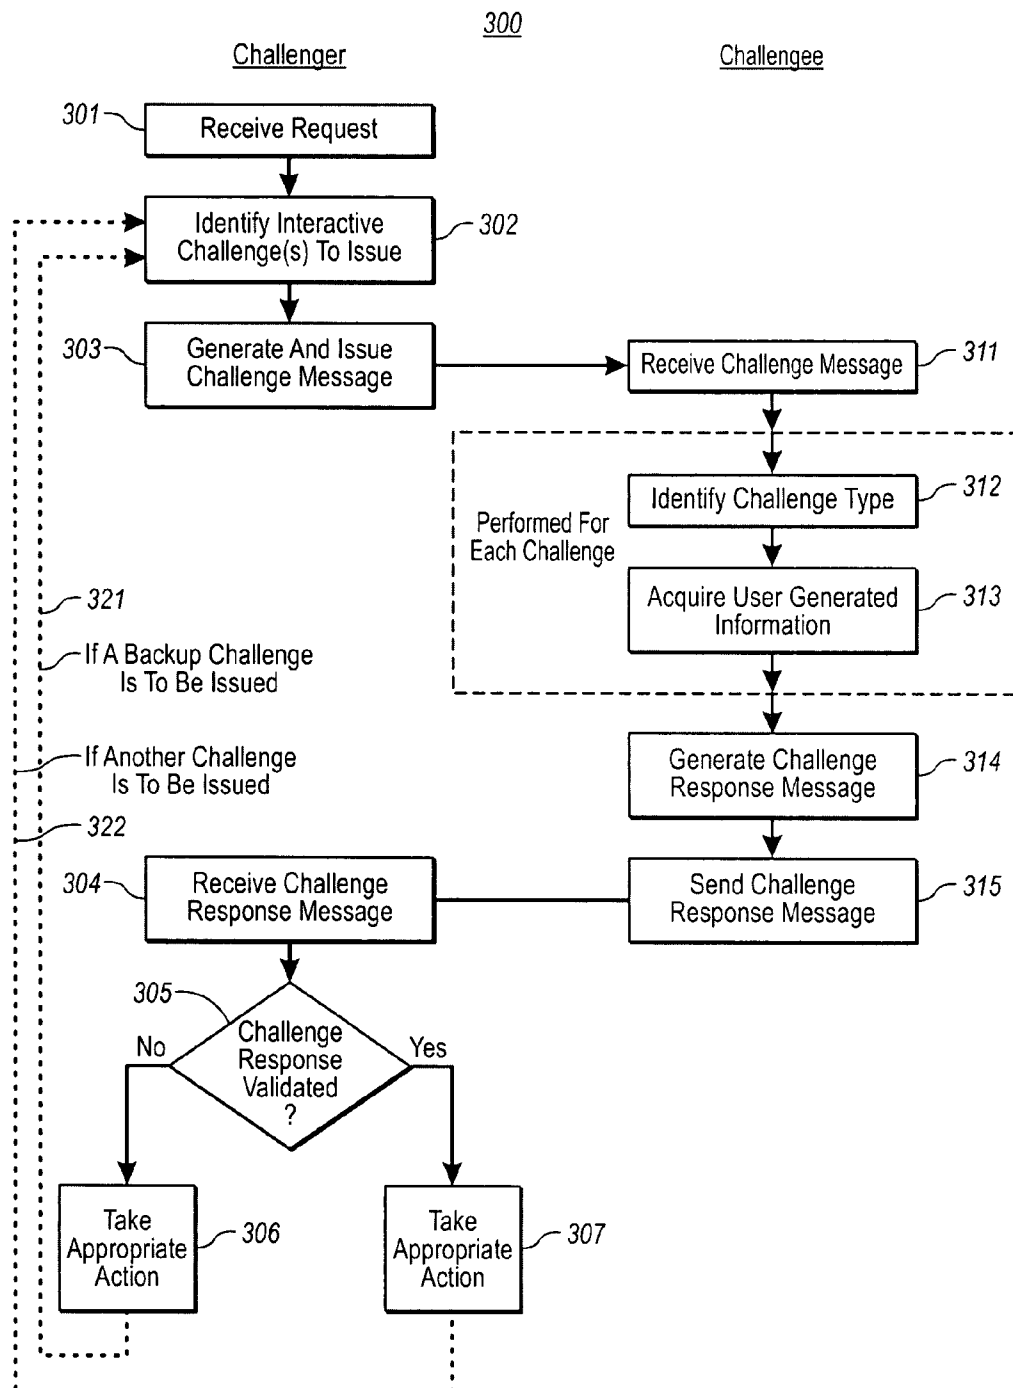 300
Challenger
Challengee
301
Receive Request
Identify Interactive
Challenge(s) To Issue
302
303
Generate And Issue
Challenge Message
Receive Challenge Message
311
Identify Challenge Type
312
Performed For
Each Challenge
Acquire User Generated
Information
313
321
If A Backup Challenge
Is To Be Issued
If Another Challenge
Is To Be Issued
322
Generate Challenge
Response Message
314
304
Receive Challenge
Response Message
Send Challenge
Response Message
315
305
Challenge
Response
Validated
?
No
Yes
Take
Appropriate
Action
306
Take
Appropriate
Action
307